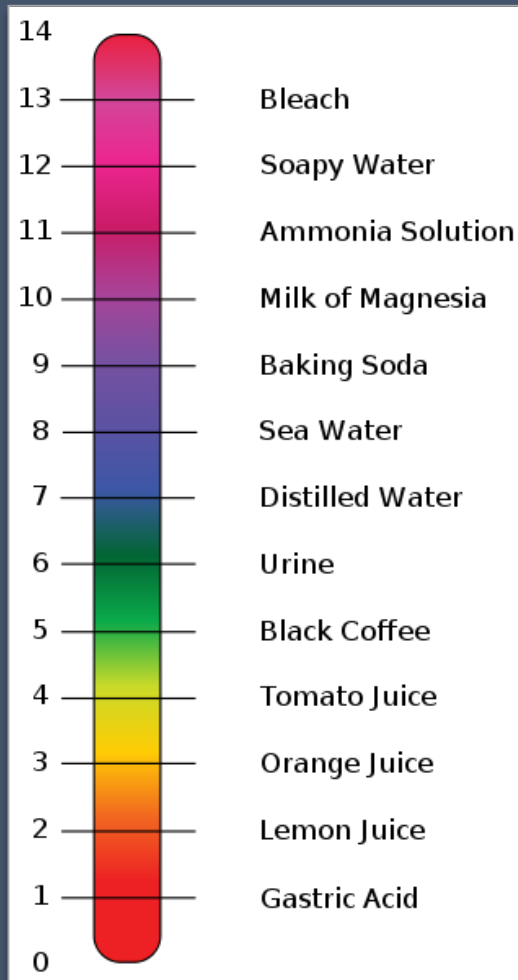 14
13 Bleach
12 Soapy Water
11 Ammonia Solution
10 Milk of Magnesia
9 Baking Soda
8 Sea Water
7 Distilled Water
6 Urine
5 Black Coffee
4 Tomato Juice
3 Orange Juice
2 Lemon Juice
1 Gastric Acid
0